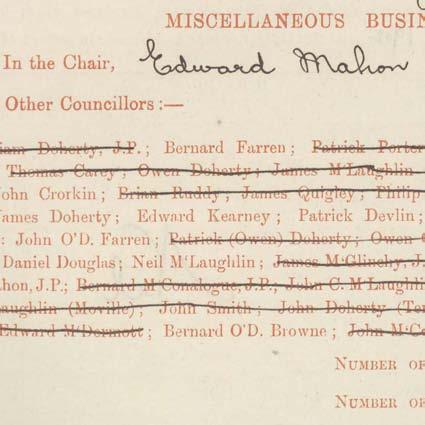 MISCELLANEOUS BUSIN
In the Chair, Edward Mahon
Other Councillors :—
iam Doherty, J.P. ; Bernard Farren ; Patrick Porter
Thomas Carey ; Owen Doherty ; James M'Laughlin
John Crorkin ; Brian Ruddy ; James Quigley ; Philip
James Doherty ; Edward Kearney ; Patrick Devlin ;
: John O'D. Farren ; Patrick (Owen) Doherty ; Owen
Daniel Douglas ; Neil M'Laughlin ; James M'Glinchy, J.
ahon, J.P. ; Bernard M'Conalogue, J.P. ; John C. M'Laughl
aughlin (Moville) ; John Smith ; John Doherty (Ter
Edward M'Dermott ; Bernard O'D. Browne ; John M'C
NUMBER OF
NUMBER OF